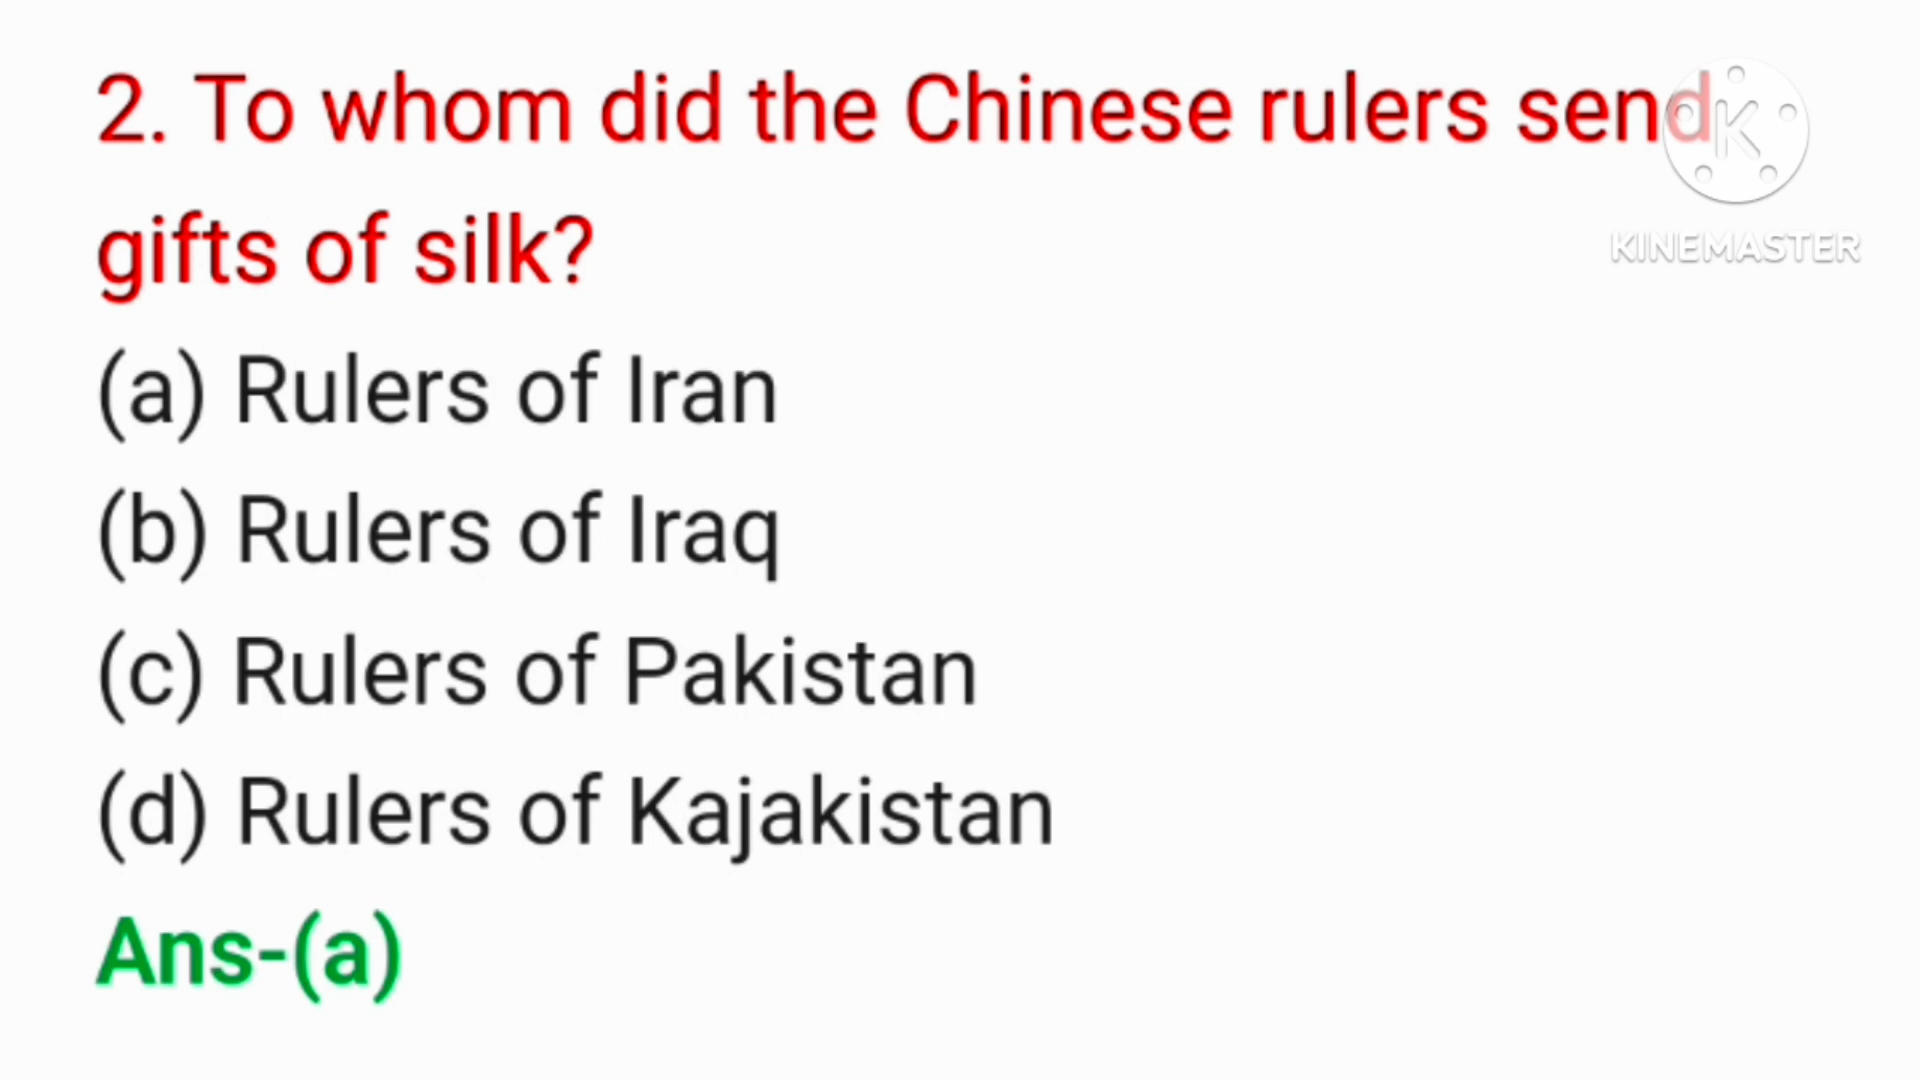 2. To whom did the Chinese rulers send
gifts of silk?
(a) Rulers of Iran
(b) Rulers of Iraq
(c) Rulers of Pakistan
(d) Rulers of Kajakistan
Ans-(a)
K
KINEMASTER